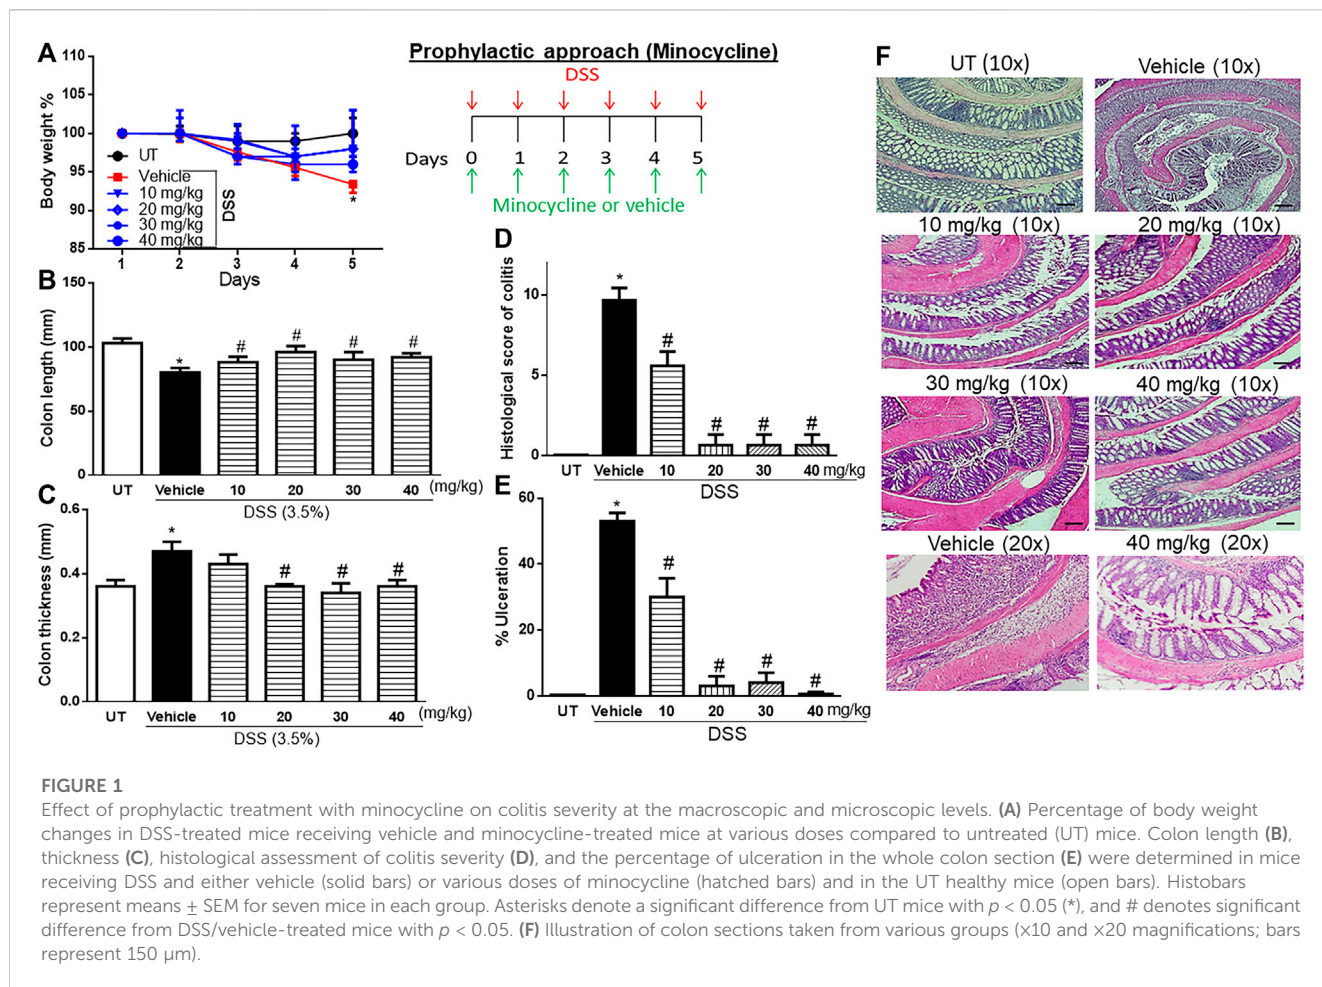 A
110
105
100
95
90
85
Body weight %
UT
Vehicle
10 mg/kg
20 mg/kg
30 mg/kg
40 mg/kg
DSS
*
1 2 3 4 5
Days
Prophylactic approach (Minocycline)
DSS
Days 0 1 2 3 4 5
Minocycline or vehicle
B
150
100
50
0
Colon length (mm)
* # # # #
UT Vehicle 10 20 30 40 (mg/kg)
DSS (3.5%)
C
0.6
0.4
0.2
0.0
Colon thickness (mm)
* # # #
UT Vehicle 10 20 30 40 (mg/kg)
DSS (3.5%)
D
10
5
0
Histological score of colitis
* # # # #
UT Vehicle 10 20 30 40 mg/kg
DSS
E
60
40
20
0
% Ulceration
* # # # #
UT Vehicle 10 20 30 40 mg/kg
DSS
F
UT (10x) Vehicle (10x)
10 mg/kg (10x) 20 mg/kg (10x)
30 mg/kg (10x) 40 mg/kg (10x)
Vehicle (20x) 40 mg/kg (20x)
FIGURE 1
Effect of prophylactic treatment with minocycline on colitis severity at the macroscopic and microscopic levels. (A) Percentage of body weight
changes in DSS-treated mice receiving vehicle and minocycline-treated mice at various doses compared to untreated (UT) mice. Colon length (B),
thickness (C), histological assessment of colitis severity (D), and the percentage of ulceration in the whole colon section (E) were determined in mice
receiving DSS and either vehicle (solid bars) or various doses of minocycline (hatched bars) and in the UT healthy mice (open bars). Histobars
represent means ± SEM for seven mice in each group. Asterisks denote a significant difference from UT mice with p < 0.05 (*), and # denotes significant
difference from DSS/vehicle-treated mice with p < 0.05. (F) Illustration of colon sections taken from various groups (×10 and ×20 magnifications; bars
represent 150 μm).